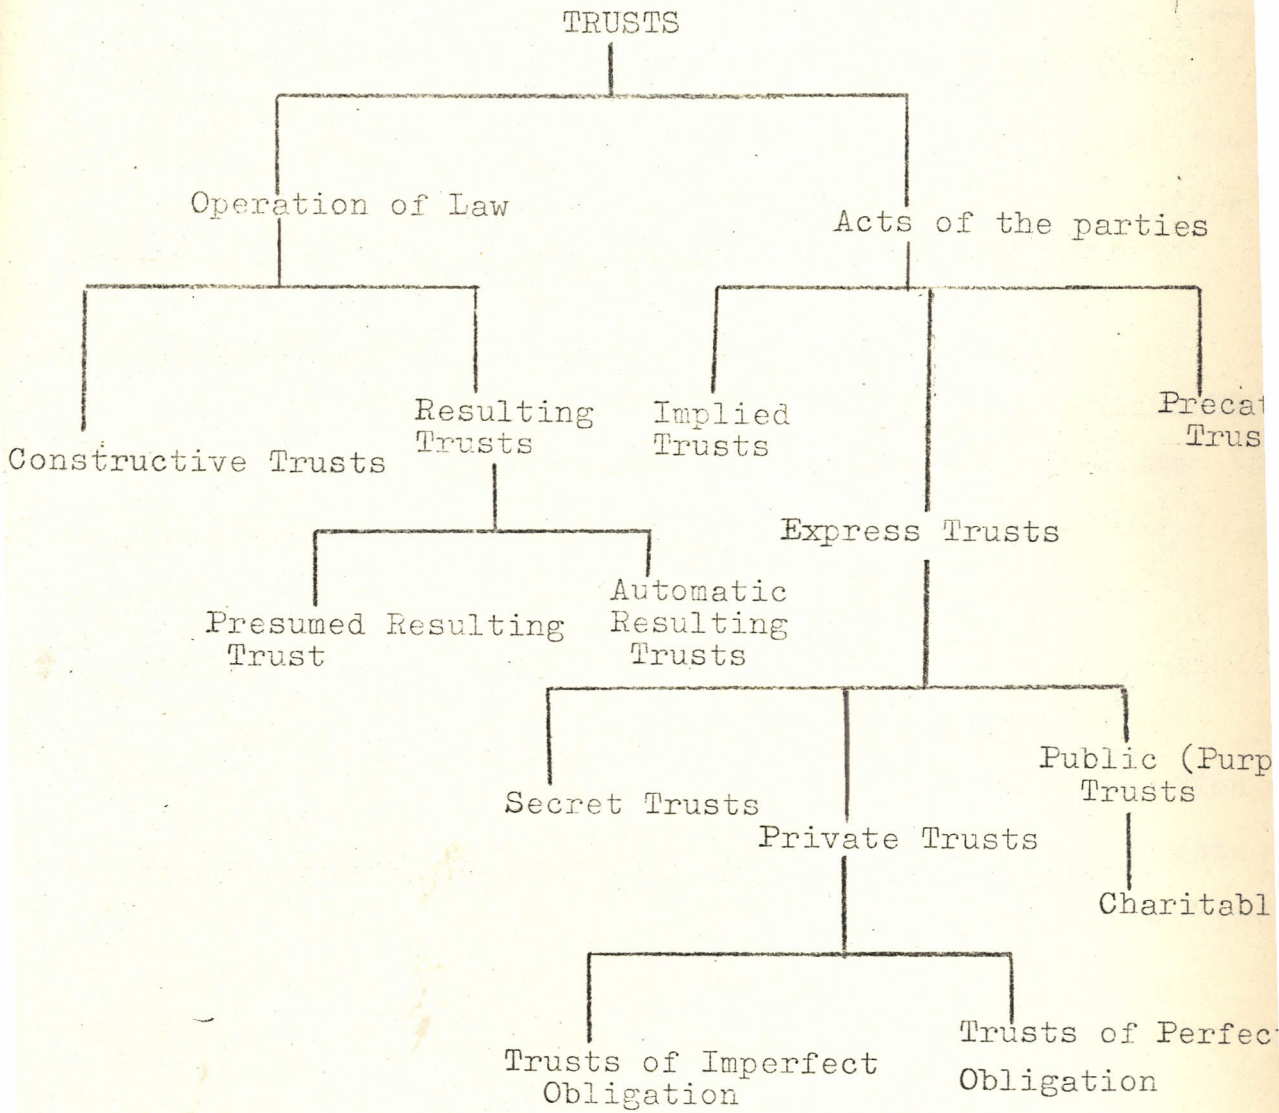 TRUSTS
Operation of Law
Acts of the parties
Constructive Trusts
Resulting
Trusts
Implied
Trusts
Precat
Trus
Express Trusts
Presumed Resulting
Trust
Automatic
Resulting
Trusts
Secret Trusts
Private Trusts
Public (Purp
Trusts
Charitabl
Trusts of Imperfect
Obligation
Trusts of Perfec
Obligation